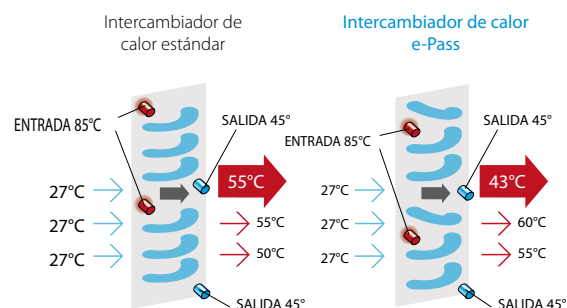 Intercambiador de
calor estándar
ENTRADA 85°C
SALIDA 45°
27°C
55°C
27°C
55°C
27°C
50°C
SALIDA 45°
Intercambiador de calor
e-Pass
ENTRADA 85°C
SALIDA 45°
27°C
43°C
27°C
60°C
27°C
55°C
SALIDA 45°